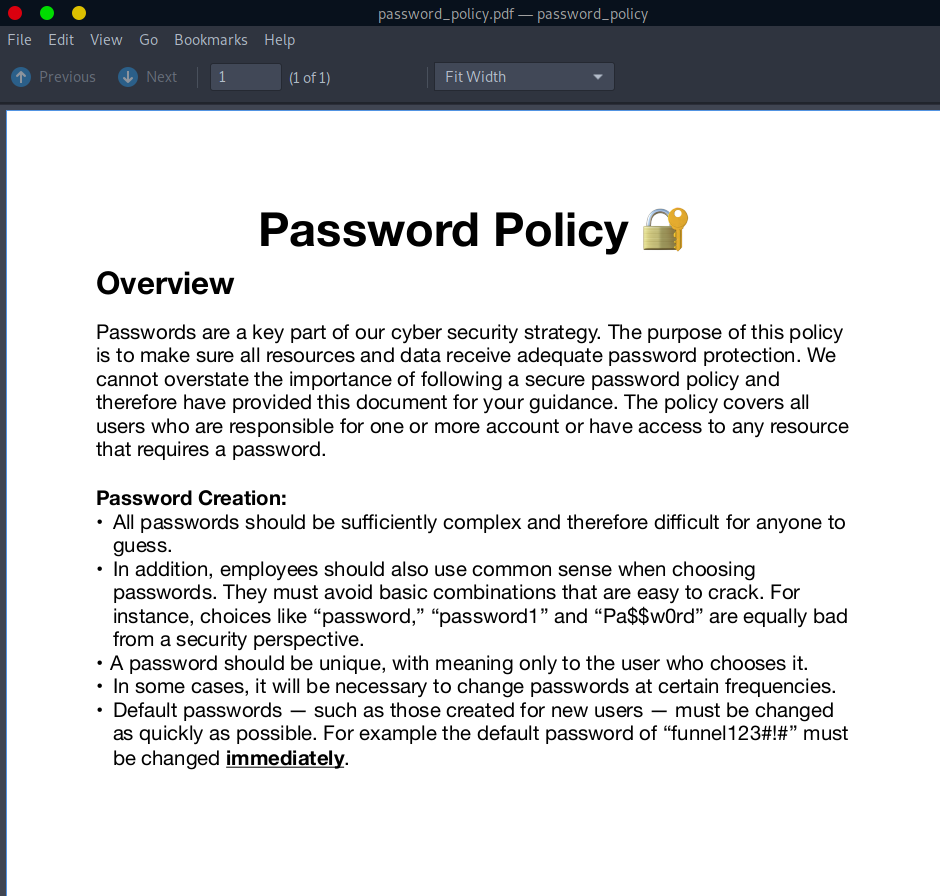 password_policy.pdf — password_policy
File Edit View Go Bookmarks Help
Previous Next 1 (1 of 1) Fit Width
Password Policy 🔐
Overview
Passwords are a key part of our cyber security strategy. The purpose of this policy
is to make sure all resources and data receive adequate password protection. We
cannot overstate the importance of following a secure password policy and
therefore have provided this document for your guidance. The policy covers all
users who are responsible for one or more account or have access to any resource
that requires a password.
Password Creation:
• All passwords should be sufficiently complex and therefore difficult for anyone to
guess.
• In addition, employees should also use common sense when choosing
passwords. They must avoid basic combinations that are easy to crack. For
instance, choices like “password,” “password1” and “Pa$$w0rd” are equally bad
from a security perspective.
• A password should be unique, with meaning only to the user who chooses it.
• In some cases, it will be necessary to change passwords at certain frequencies.
• Default passwords — such as those created for new users — must be changed
as quickly as possible. For example the default password of “funnel123#!#” must
be changed immediately.